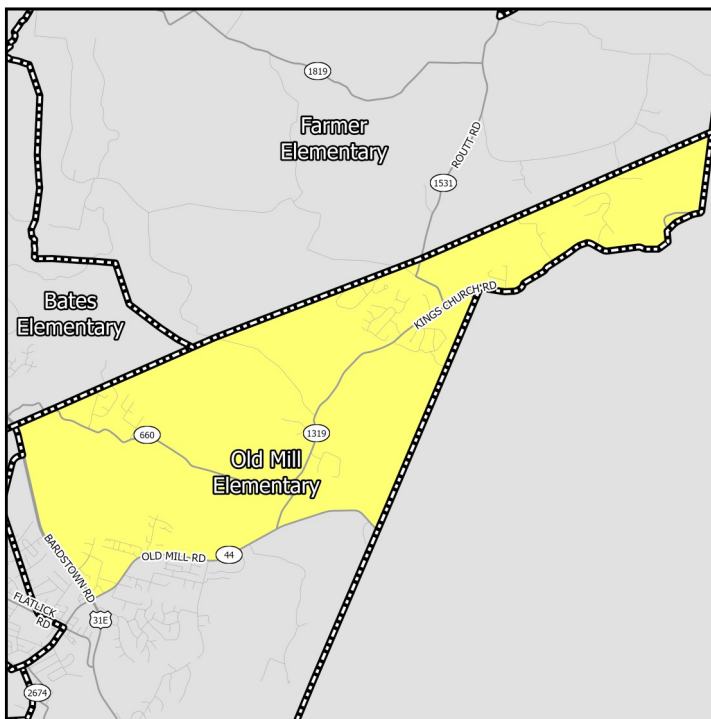 1819
Farmer
Elementary
ROUTT RD
1531
Bates
Elementary
KINGS CHURCH RD
660
1319
Old Mill
Elementary
BARDSTOWN RD
OLD MILL RD
44
FLATLICK
RD
31E
2674